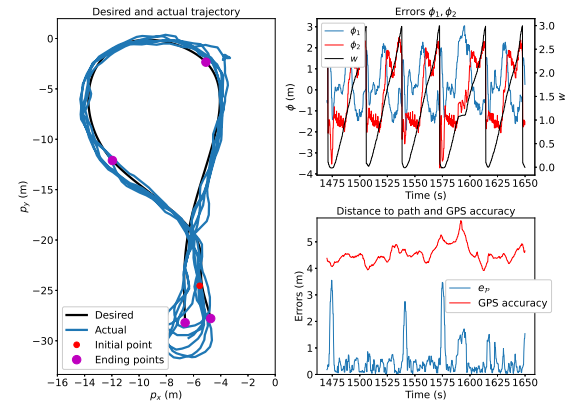 Desired and actual trajectory
0
−5
−10
−15
−20
−25
−30
p_y (m)
Desired
Actual
Initial point
Ending points
−16 −14 −12 −10 −8 −6 −4 −2 0
p_x (m)
Errors ϕ₁, ϕ₂
3
2
1
0
−1
−2
−3
−4
ϕ (m)
ϕ₁
ϕ₂
w
3.0
2.5
2.0
1.5
1.0
0.5
0.0
w
1475 1500 1525 1550 1575 1600 1625 1650
Time (s)
Distance to path and GPS accuracy
5
4
3
2
1
0
Errors (m)
e_𝒫
GPS accuracy
1475 1500 1525 1550 1575 1600 1625 1650
Time (s)